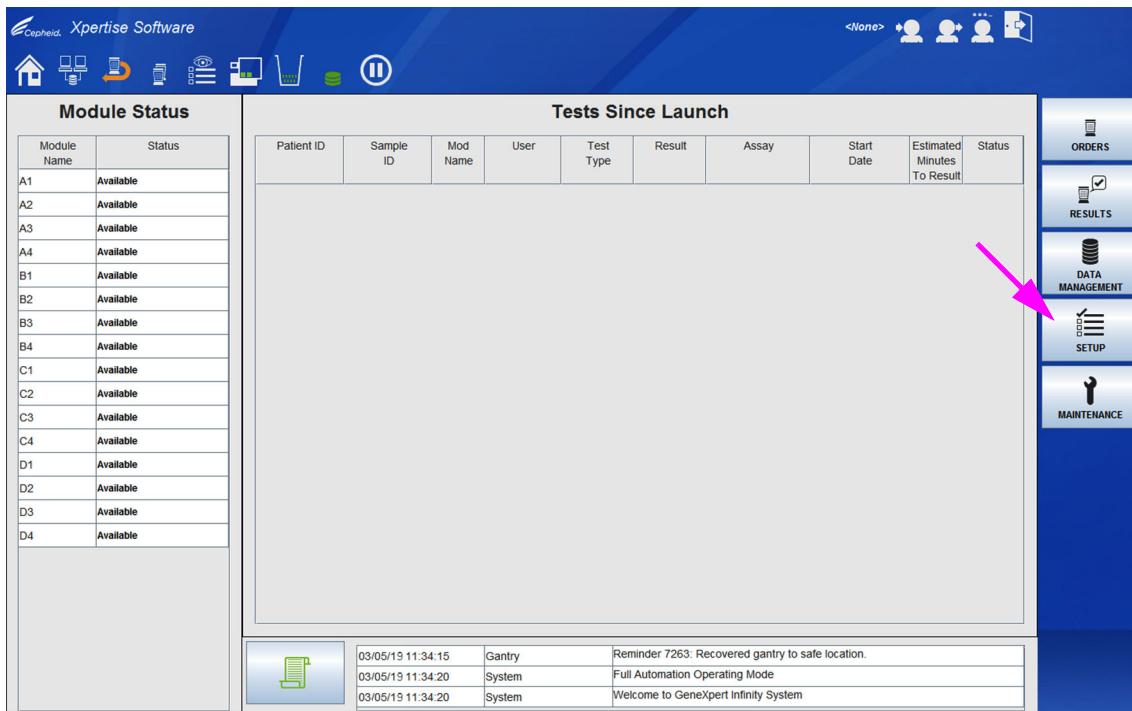 Cepheid. Xpertise Software
<None>
Module Status
Tests Since Launch
Module
Name
Status
Patient ID
Sample
ID
Mod
Name
User
Test
Type
Result
Assay
Start
Date
Estimated
Minutes
To Result
Status
A1 Available
A2 Available
A3 Available
A4 Available
B1 Available
B2 Available
B3 Available
B4 Available
C1 Available
C2 Available
C3 Available
C4 Available
D1 Available
D2 Available
D3 Available
D4 Available
ORDERS
RESULTS
DATA
MANAGEMENT
SETUP
MAINTENANCE
03/05/19 11:34:15 Gantry Reminder 7263: Recovered gantry to safe location.
03/05/19 11:34:20 System Full Automation Operating Mode
03/05/19 11:34:20 System Welcome to GeneXpert Infinity System